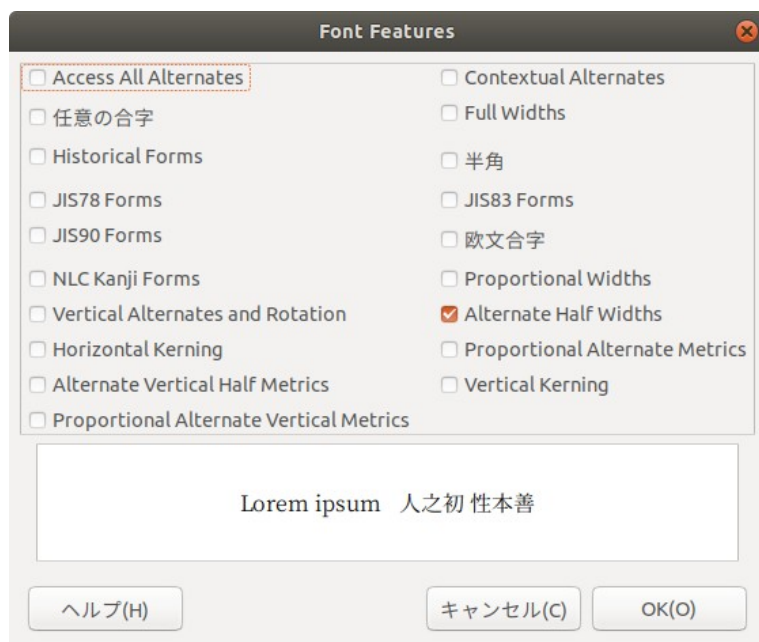 Font Features
Access All Alternates
Contextual Alternates
任意の合字
Full Widths
Historical Forms
半角
JIS78 Forms
JIS83 Forms
JIS90 Forms
欧文合字
NLC Kanji Forms
Proportional Widths
Vertical Alternates and Rotation
Alternate Half Widths
Horizontal Kerning
Proportional Alternate Metrics
Alternate Vertical Half Metrics
Vertical Kerning
Proportional Alternate Vertical Metrics
Lorem ipsum 人之初 性本善
ヘルプ(H)
キャンセル(C)
OK(O)